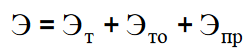 Э = Эт + Это + Эпр